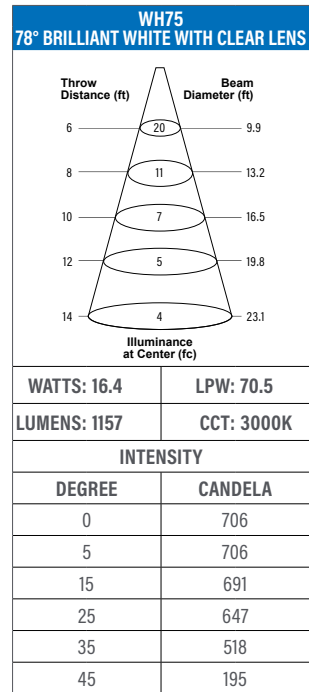 WH75
78° BRILLIANT WHITE WITH CLEAR LENS
Throw Distance (ft)
Beam Diameter (ft)
6 20 9.9
8 11 13.2
10 7 16.5
12 5 19.8
14 4 23.1
Illuminance
at Center (fc)
WATTS: 16.4 LPW: 70.5
LUMENS: 1157 CCT: 3000K
INTENSITY
DEGREE CANDELA
0 706
5 706
15 691
25 647
35 518
45 195